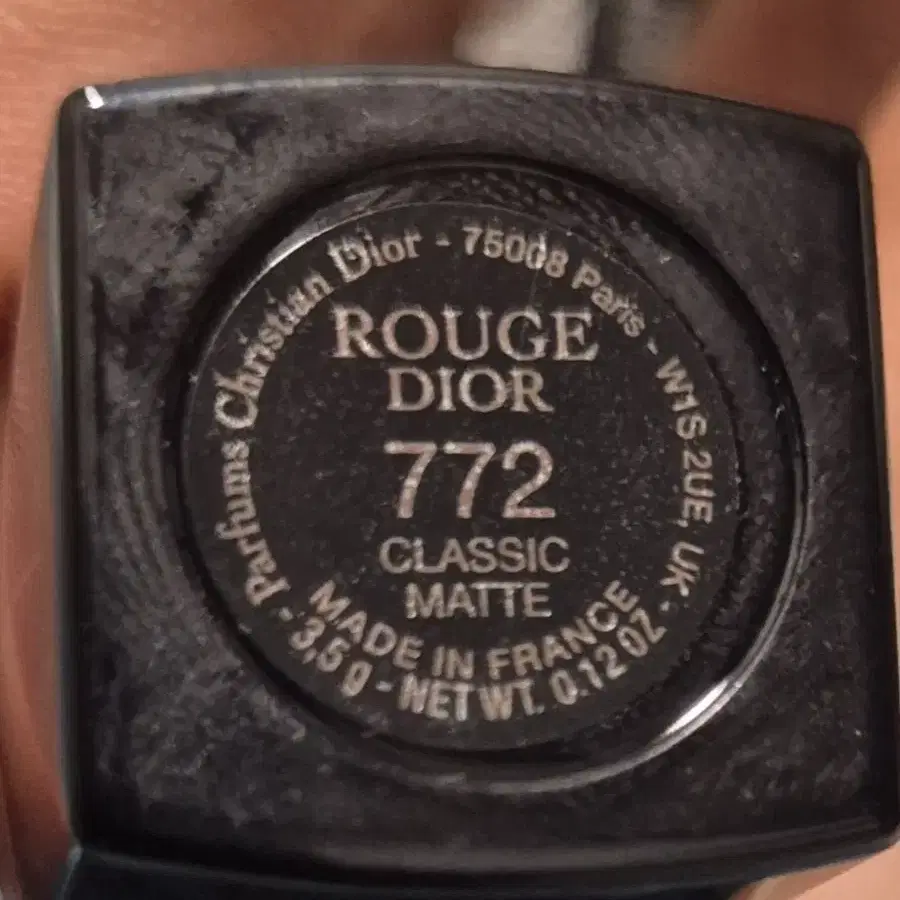 Parfums Christian Dior - 75008 Paris - W1S 2UE, UK -
ROUGE
DIOR
772
CLASSIC
MATTE
MADE IN FRANCE
- 3,5 g - NET WT. 0.12 OZ